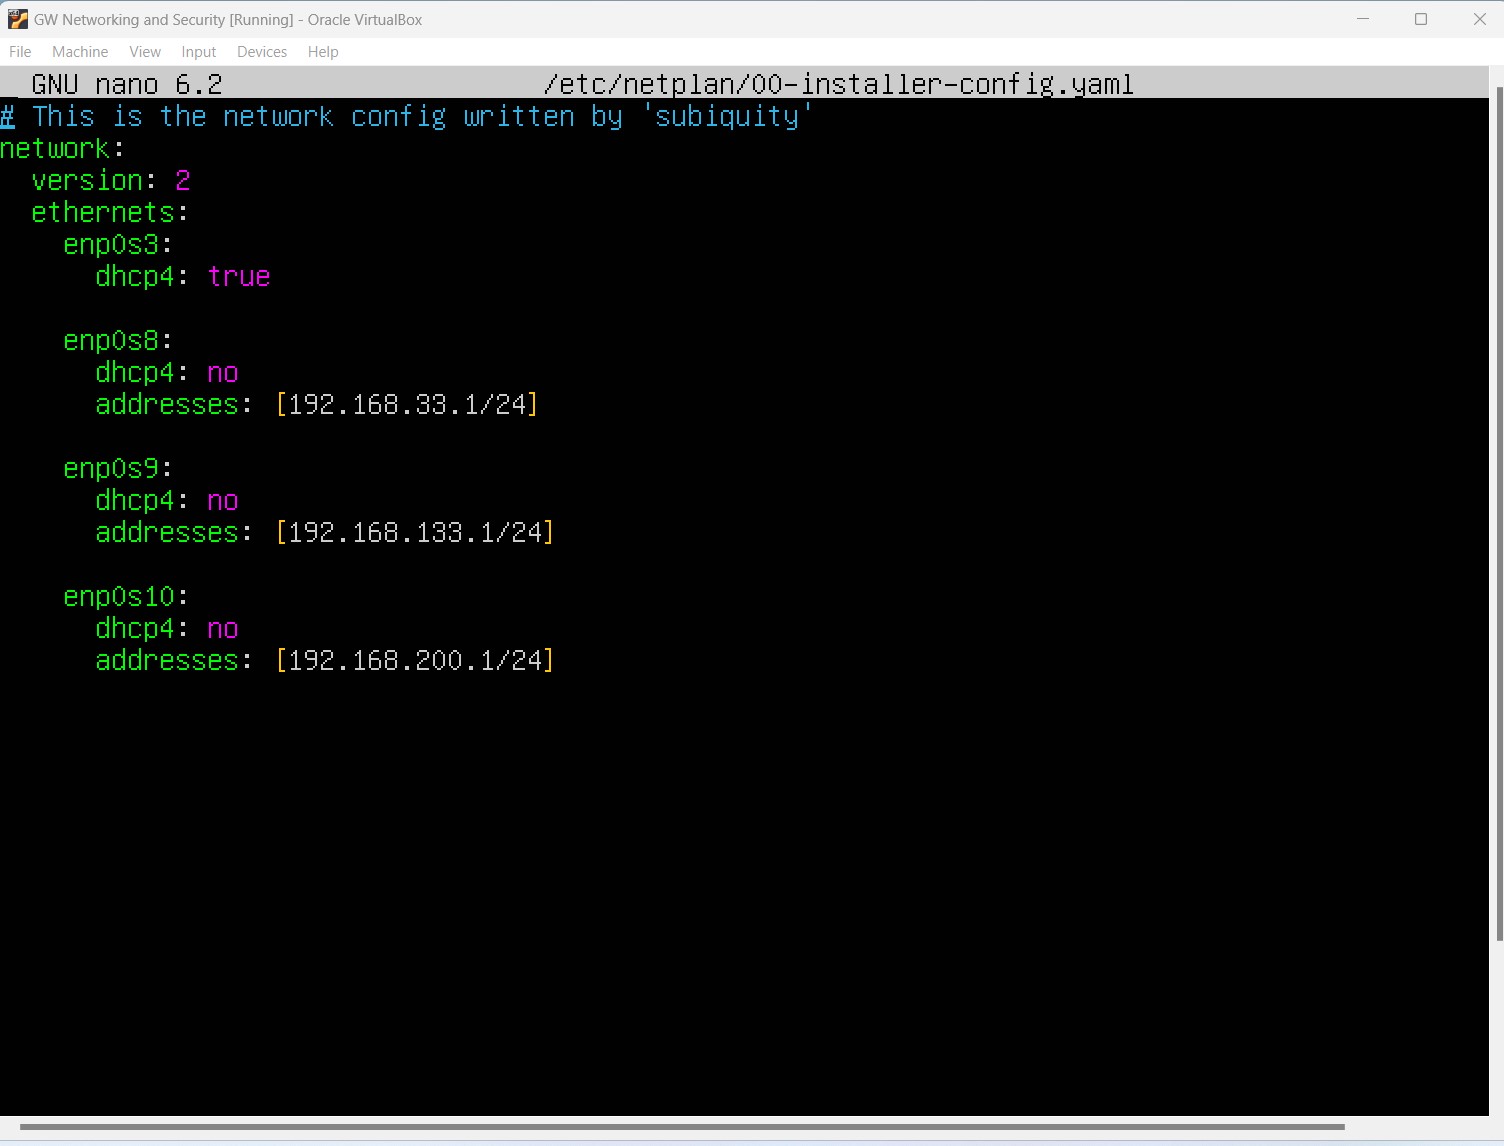 GW Networking and Security [Running] - Oracle VirtualBox
File Machine View Input Devices Help
GNU nano 6.2 /etc/netplan/00-installer-config.yaml
# This is the network config written by 'subiquity'
network:
  version: 2
  ethernets:
    enp0s3:
      dhcp4: true
    enp0s8:
      dhcp4: no
      addresses: [192.168.33.1/24]
    enp0s9:
      dhcp4: no
      addresses: [192.168.133.1/24]
    enp0s10:
      dhcp4: no
      addresses: [192.168.200.1/24]